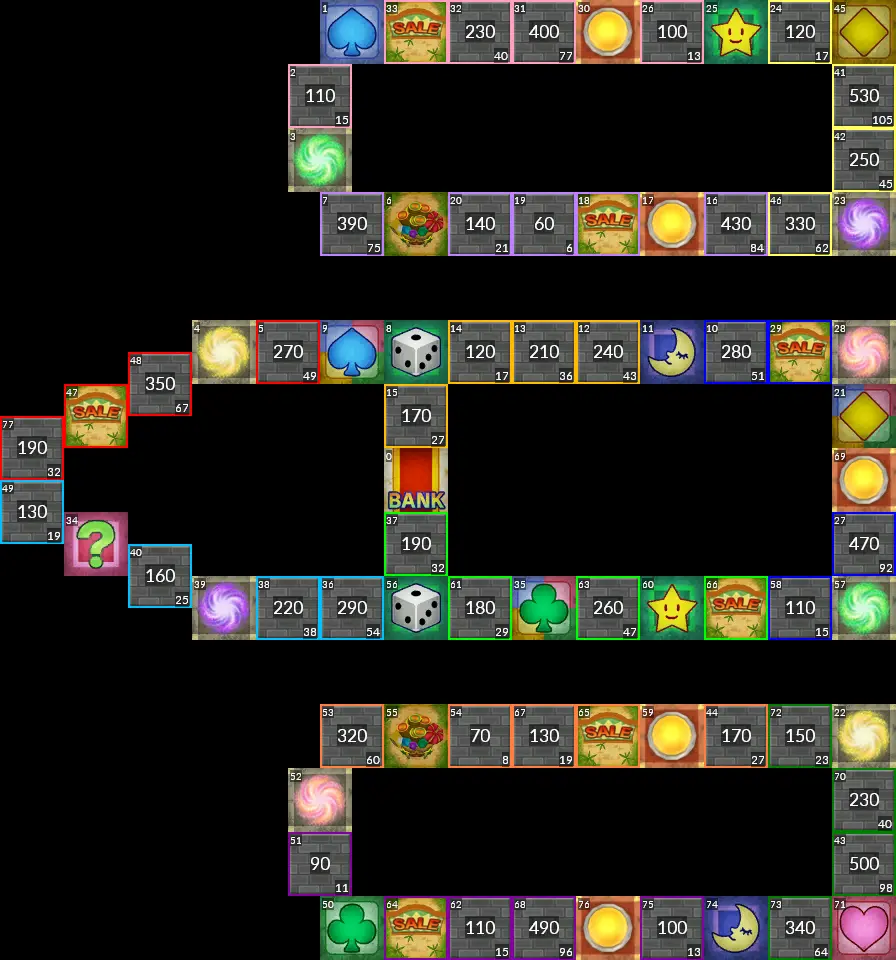 1 33 SALE 32 230 40 31 400 77 30 26 100 13 25 24 120 17 45
2 110 15 41 530 105
3 42 250 45
7 390 75 6 20 140 21 19 60 6 18 SALE 17 16 430 84 46 330 62 23
4 5 270 49 9 8 14 120 17 13 210 36 12 240 43 11 10 280 51 29 SALE 28
48 350 67
47 SALE 15 170 27 21
77 190 32 0 BANK 69
49 130 19 37 190 32 27 470 92
34 ?
40 160 25
39 38 220 38 36 290 54 56 61 180 29 35 63 260 47 60 66 SALE 58 110 15 57
53 320 60 55 54 70 8 67 130 19 65 SALE 59 44 170 27 72 150 23 22
52 70 230 40
51 90 11 43 500 98
50 64 SALE 62 110 15 68 490 96 76 75 100 13 74 73 340 64 71